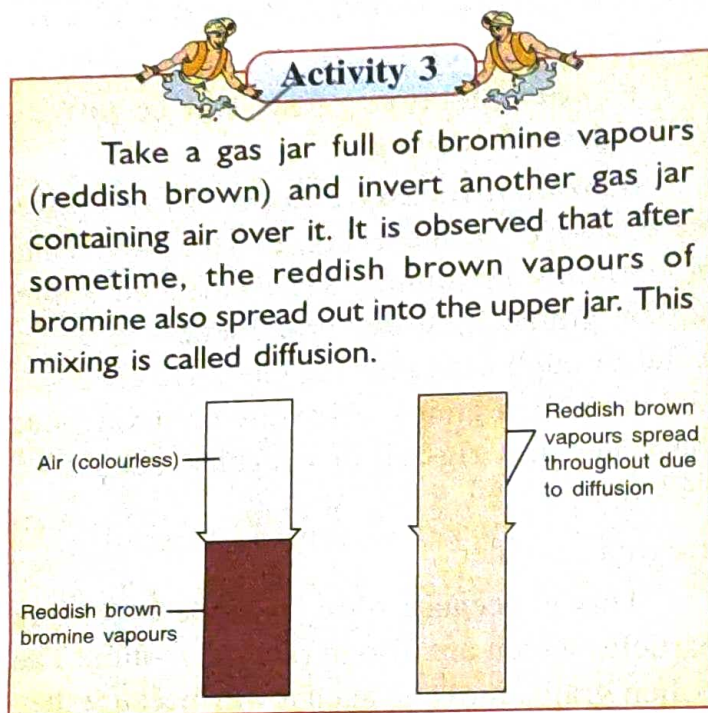 Activity 3
Take a gas jar full of bromine vapours
(reddish brown) and invert another gas jar
containing air over it. It is observed that after
sometime, the reddish brown vapours of
bromine also spread out into the upper jar. This
mixing is called diffusion.
Air (colourless)
Reddish brown
bromine vapours
Reddish brown
vapours spread
throughout due
to diffusion